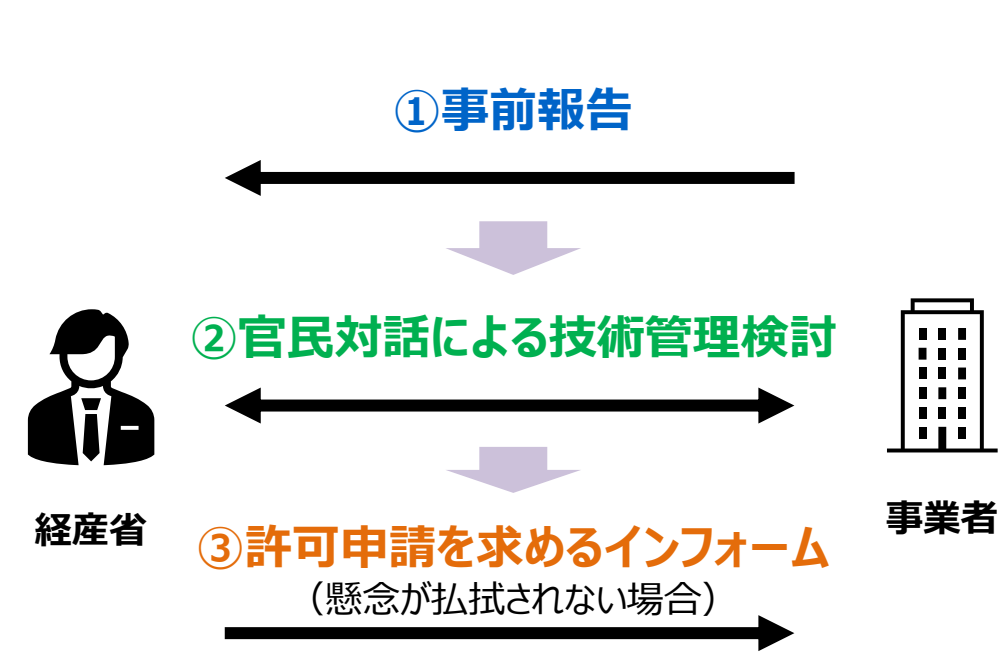 ①事前報告
②官民対話による技術管理検討
経産省
事業者
③許可申請を求めるインフォーム
（懸念が払拭されない場合）